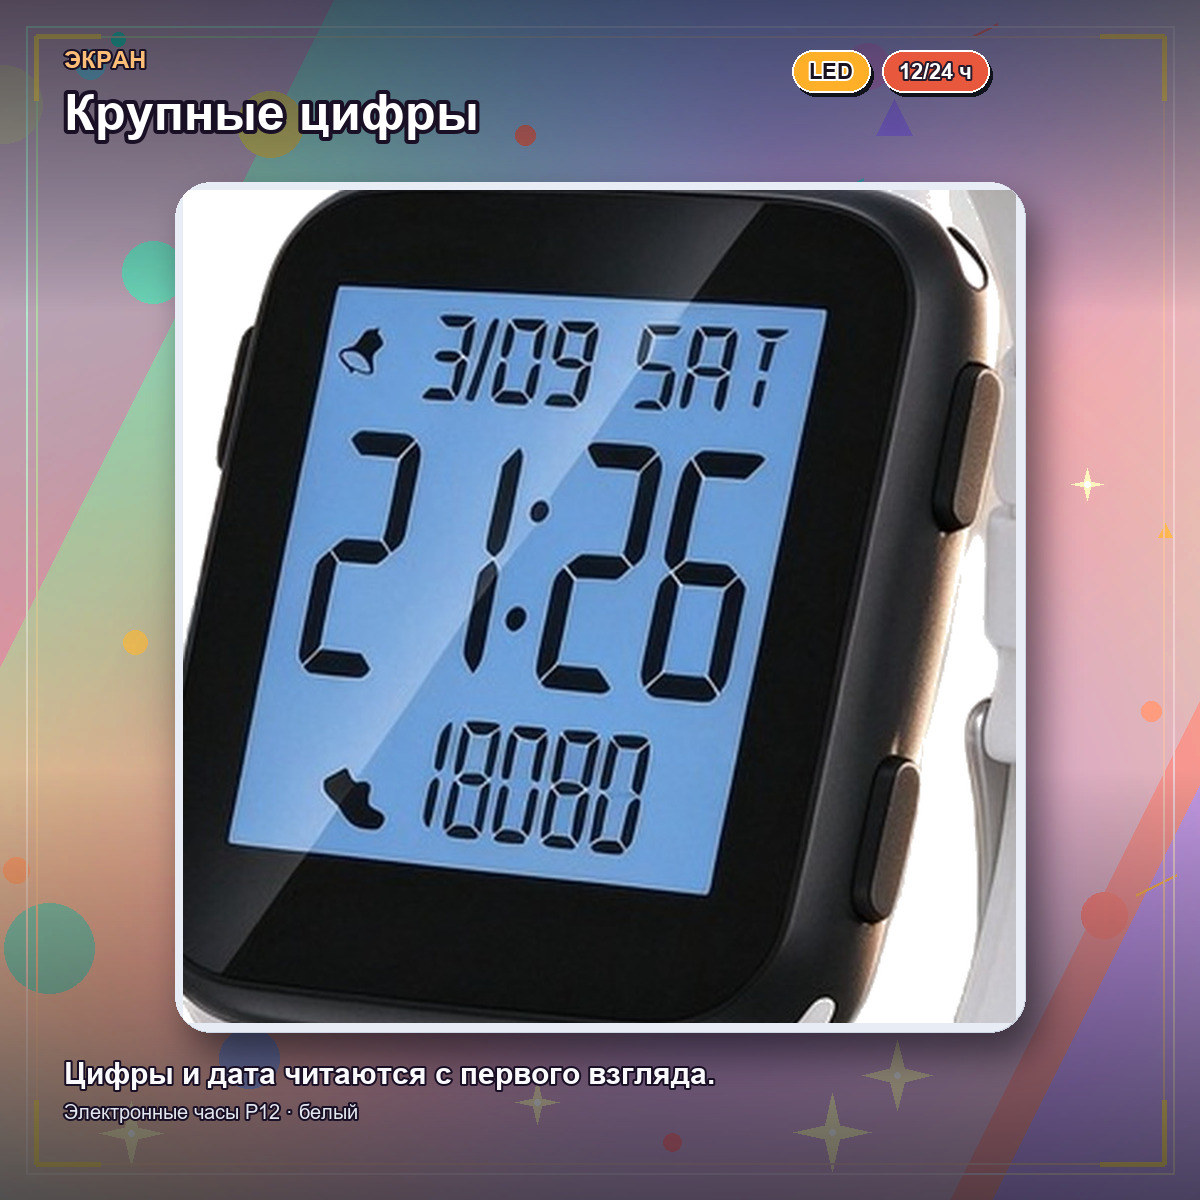 ЭКРАН
Крупные цифры
LED
12/24 ч
3/09 SAT
21:26
18080
Цифры и дата читаются с первого взгляда.
Электронные часы P12 · белый